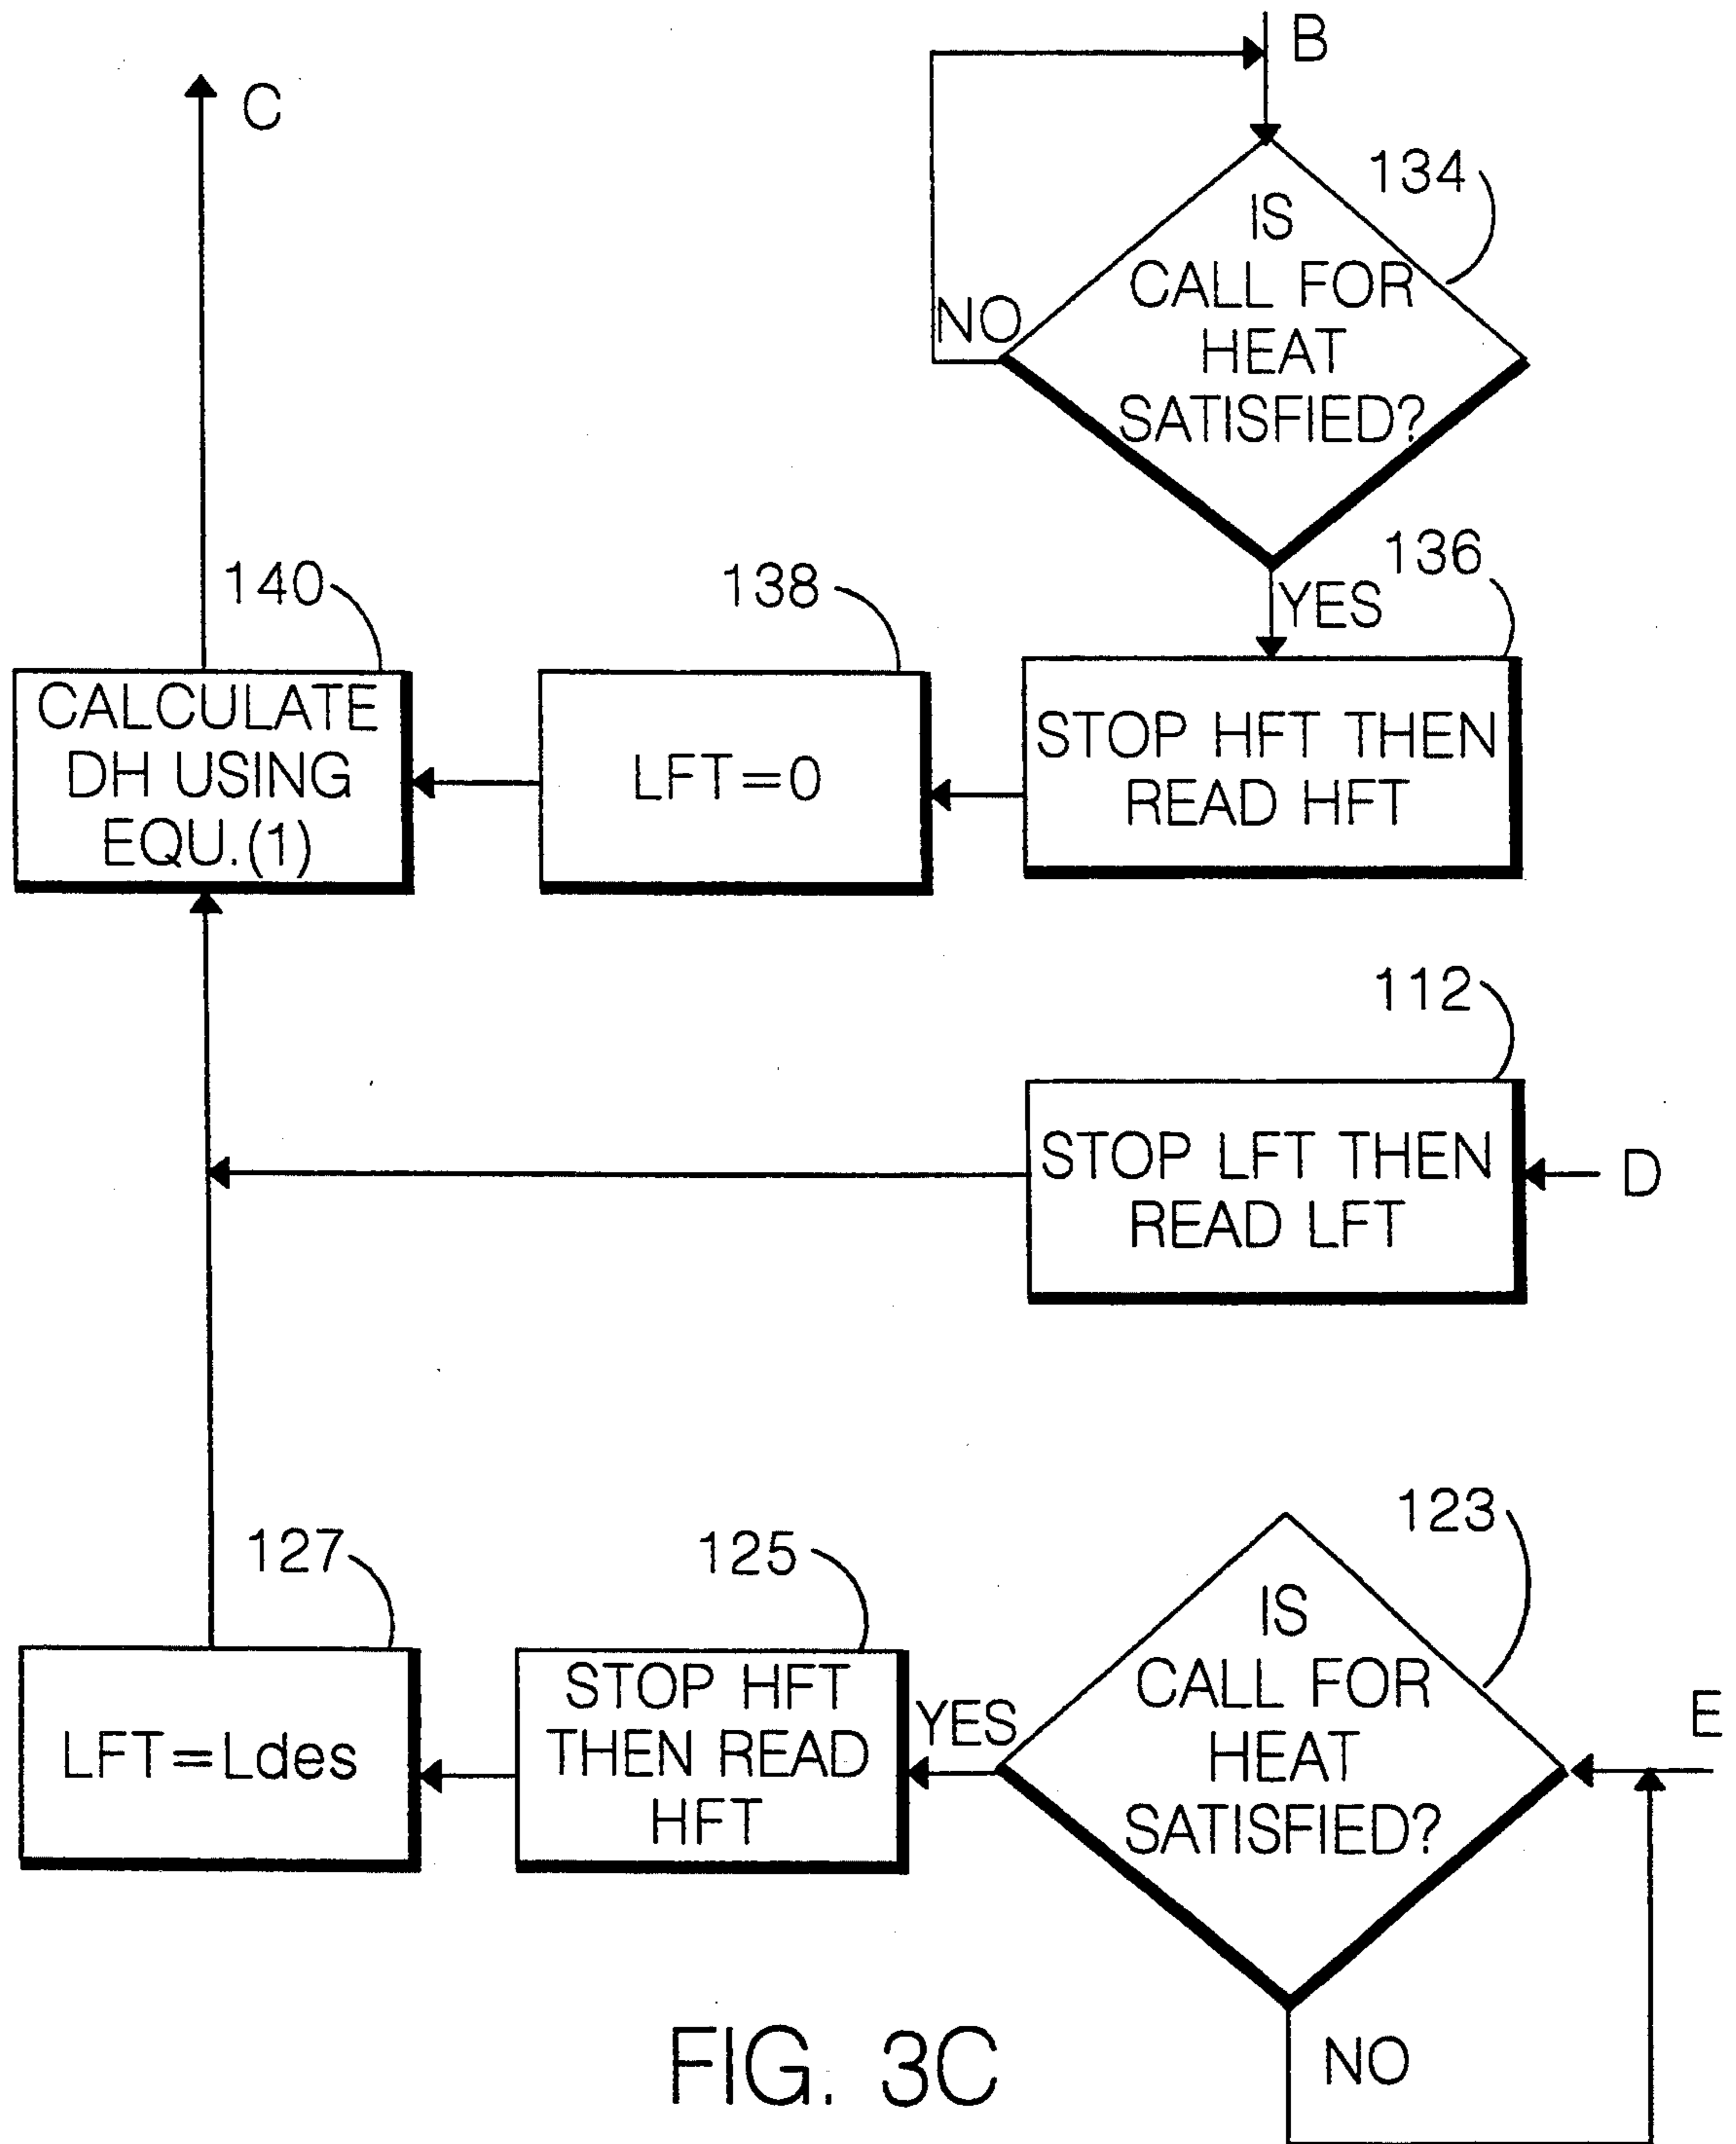 B
C
134
IS
CALL FOR
HEAT
SATISFIED?
NO
YES
136
138
140
CALCULATE
DH USING
EQU.(1)
LFT=0
STOP HFT THEN
READ HFT
112
STOP LFT THEN
READ LFT
D
123
125
127
IS
CALL FOR
HEAT
SATISFIED?
E
YES
STOP HFT
THEN READ
HFT
LFT=Ldes
NO
FIG. 3C